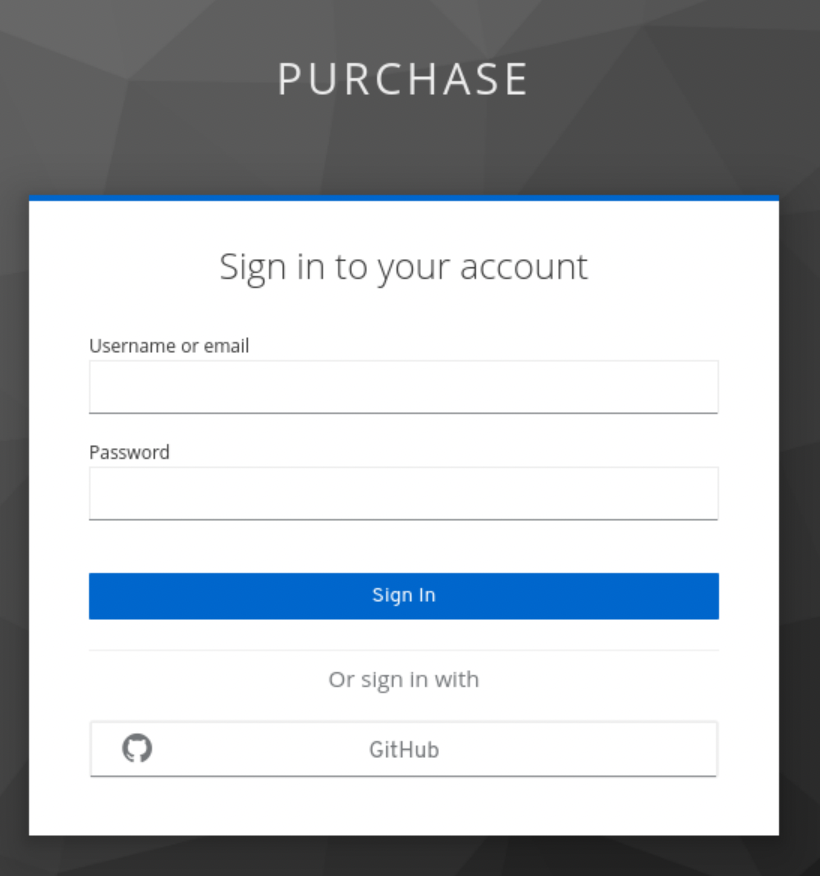 PURCHASE
Sign in to your account
Username or email
Password
Sign In
Or sign in with
GitHub